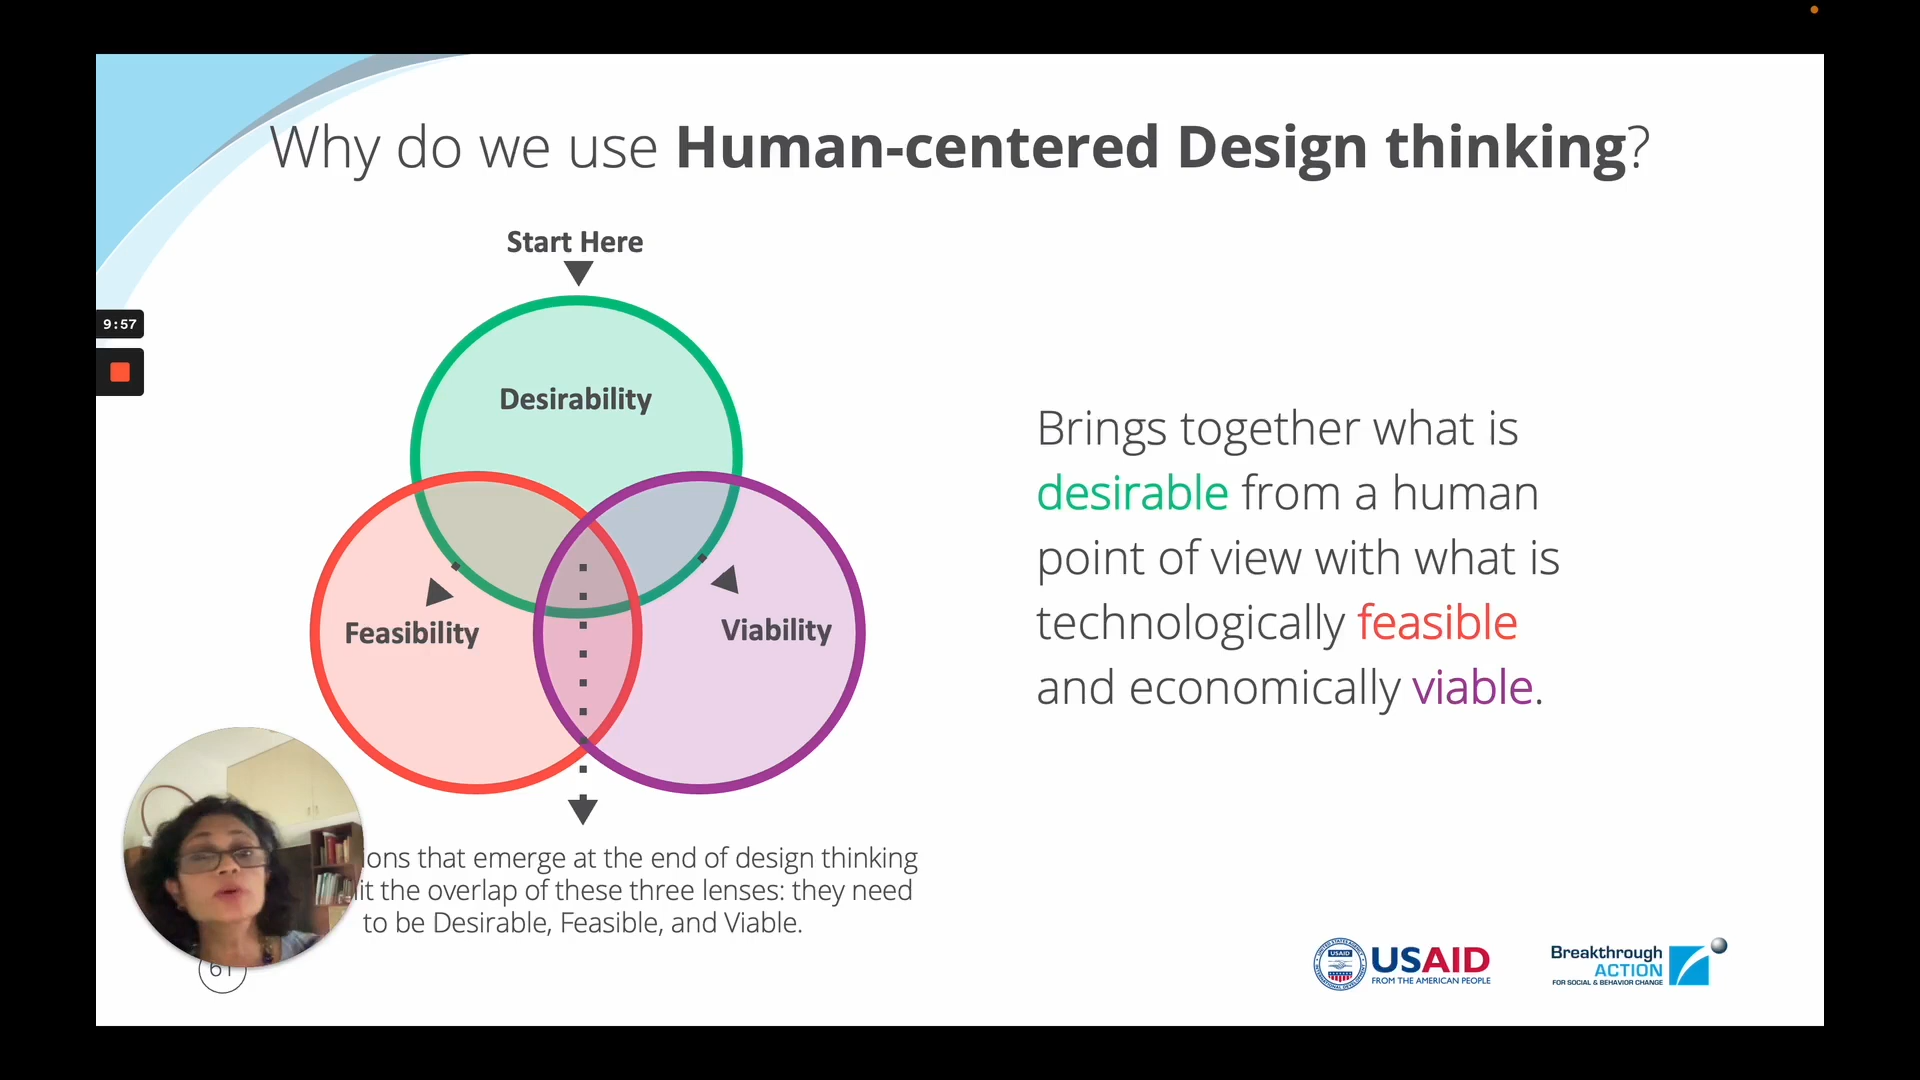 Why do we use Human-centered Design thinking?
Start Here
9:57
Desirability
Feasibility
Viability
Brings together what is
desirable from a human
point of view with what is
technologically feasible
and economically viable.
that emerge at the end of design thinking
the overlap of these three lenses: they need
to be Desirable, Feasible, and Viable.
61
USAID
USAID
FROM THE AMERICAN PEOPLE
Breakthrough
ACTION
FOR SOCIAL & BEHAVIOR CHANGE